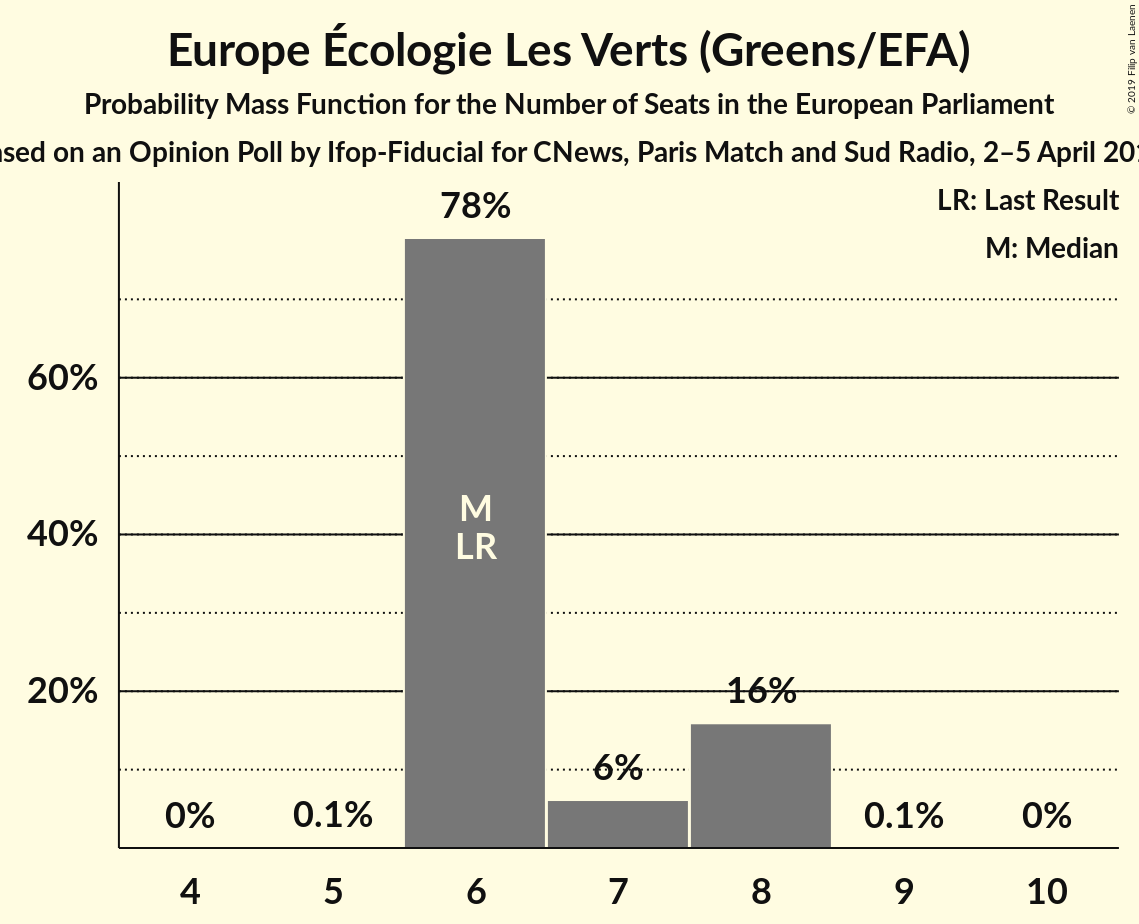 Europe Écologie Les Verts (Greens/EFA)
Probability Mass Function for the Number of Seats in the European Parliament
on an Opinion Poll by Ifop-Fiducial for CNews, Paris Match and Sud Radio, 2–5 April
© 2019 Filip van Laenen
LR: Last Result
M: Median
78%
60%
40%
20%
M
LR
16%
6%
0% 0.1% 0.1% 0%
4 5 6 7 8 9 10